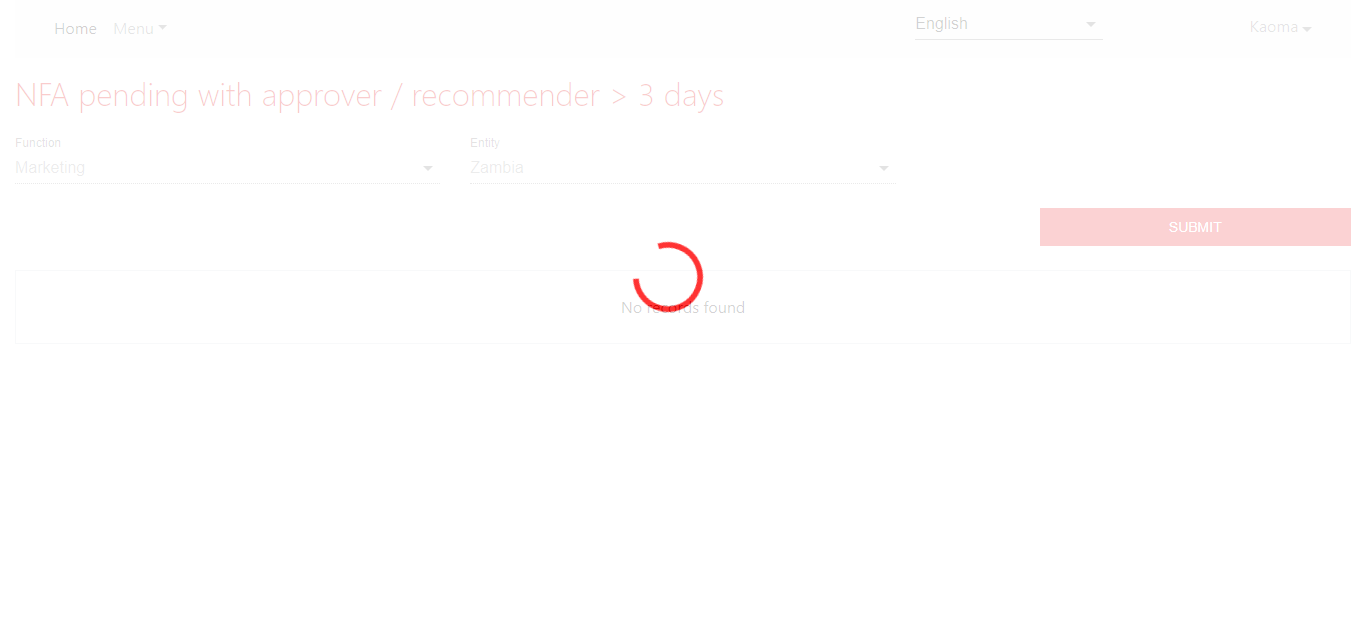 Home Menu English Kaoma
NFA pending with approver / recommender > 3 days
Function Entity
Marketing Zambia
SUBMIT
No records found